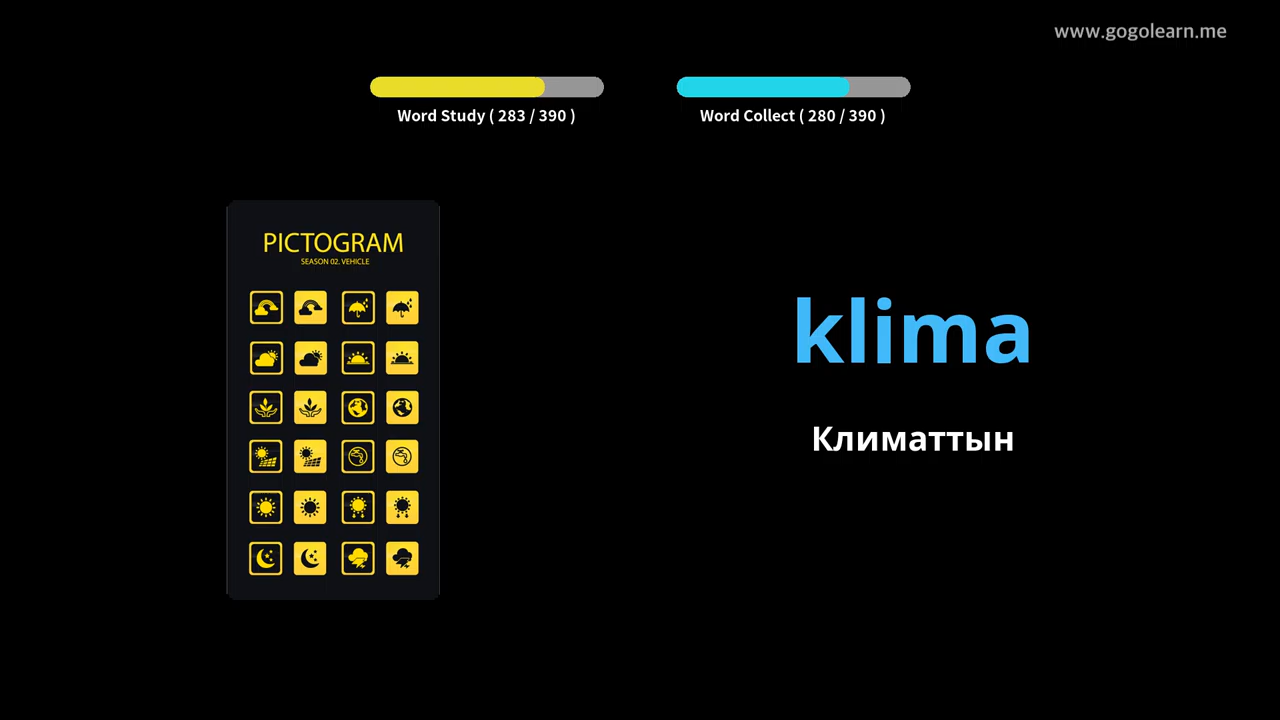 www.gogolearn.me
Word Study ( 283 / 390 )
Word Collect ( 280 / 390 )
PICTOGRAM
SEASON 02. VEHICLE
klima
Климаттын